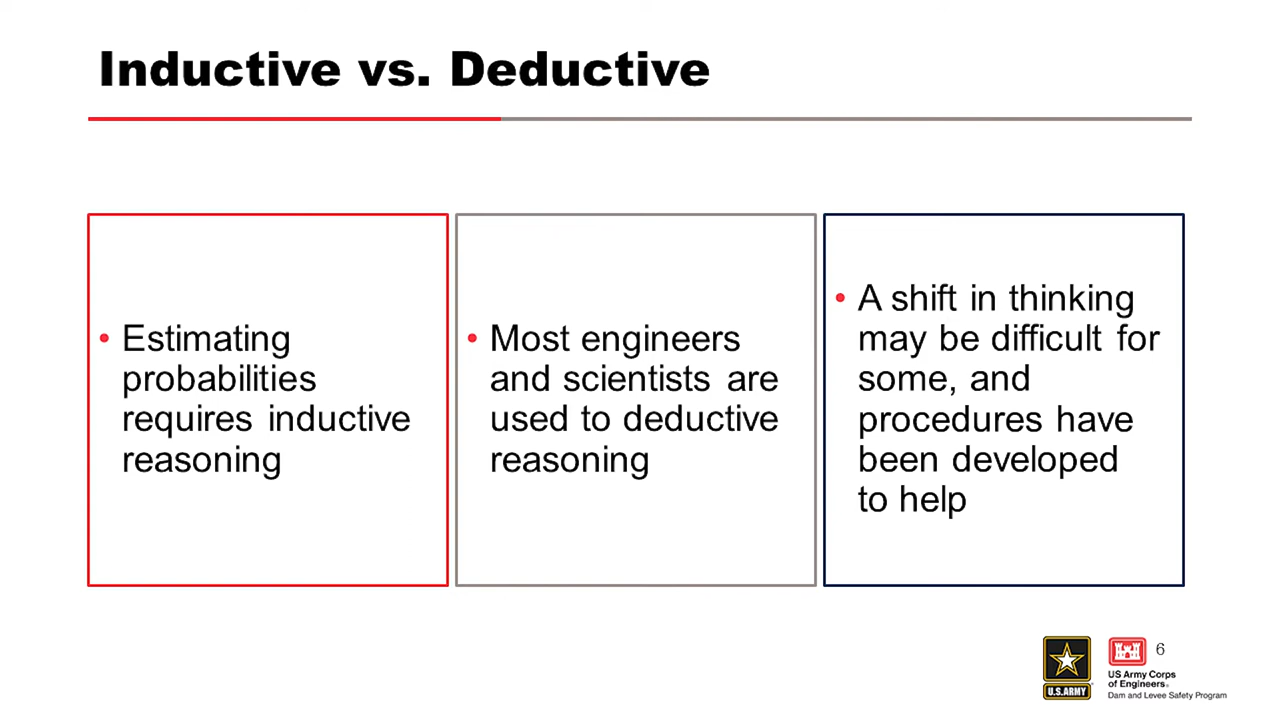 Inductive vs. Deductive
• Estimating
probabilities
requires inductive
reasoning
• Most engineers
and scientists are
used to deductive
reasoning
• A shift in thinking
may be difficult for
some, and
procedures have
been developed
to help
U.S.ARMY
6
US Army Corps
of Engineers®
Dam and Levee Safety Program